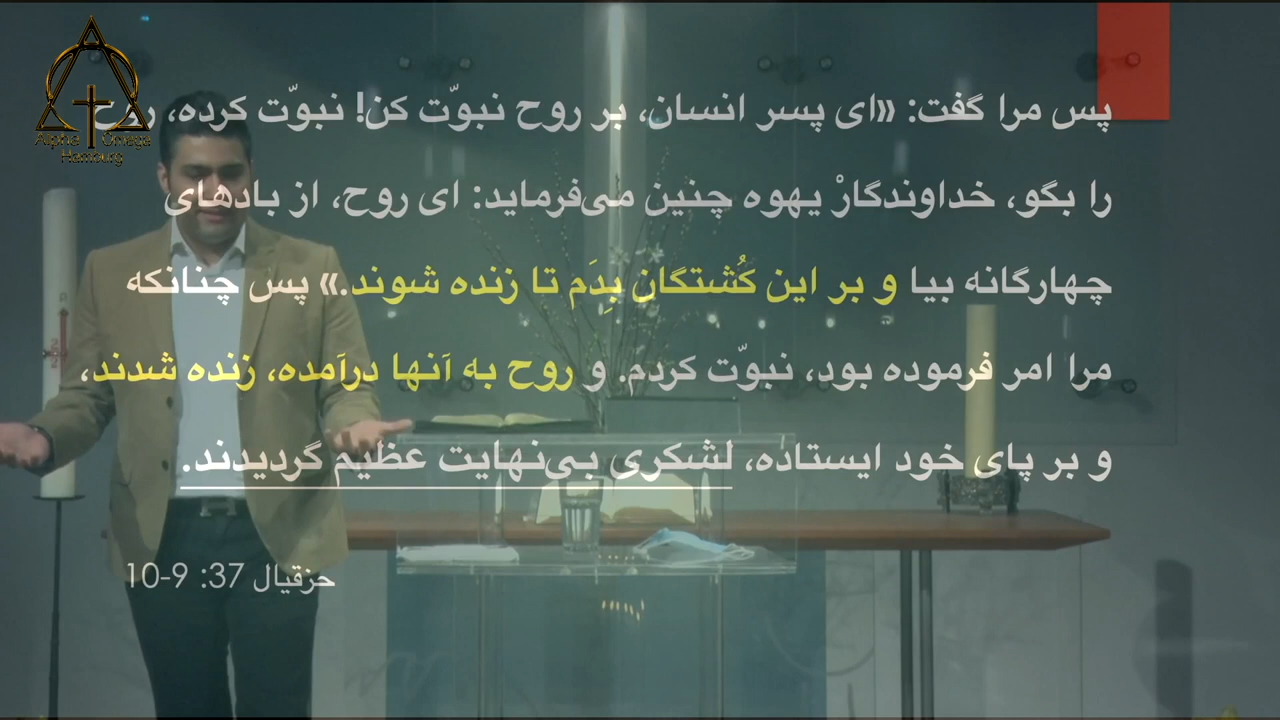 Alpha Omega
Hamburg
پس مرا گفت: «ای پسر انسان، بر روح نبوّت کن! نبوّت کرده، روح
را بگو، خداوندگارْ یهوه چنین می‌فرماید: ای روح، از بادهای
چهارگانه بیا و بر این کُشتگان بِدَم تا زنده شوند.» پس چنانکه
مرا امر فرموده بود، نبوّت کردم. و روح به آنها درآمده، زنده شدند،
و بر پای خود ایستاده، لشکری بی‌نهایت عظیم گردیدند.
حزقیال 37: 9-10